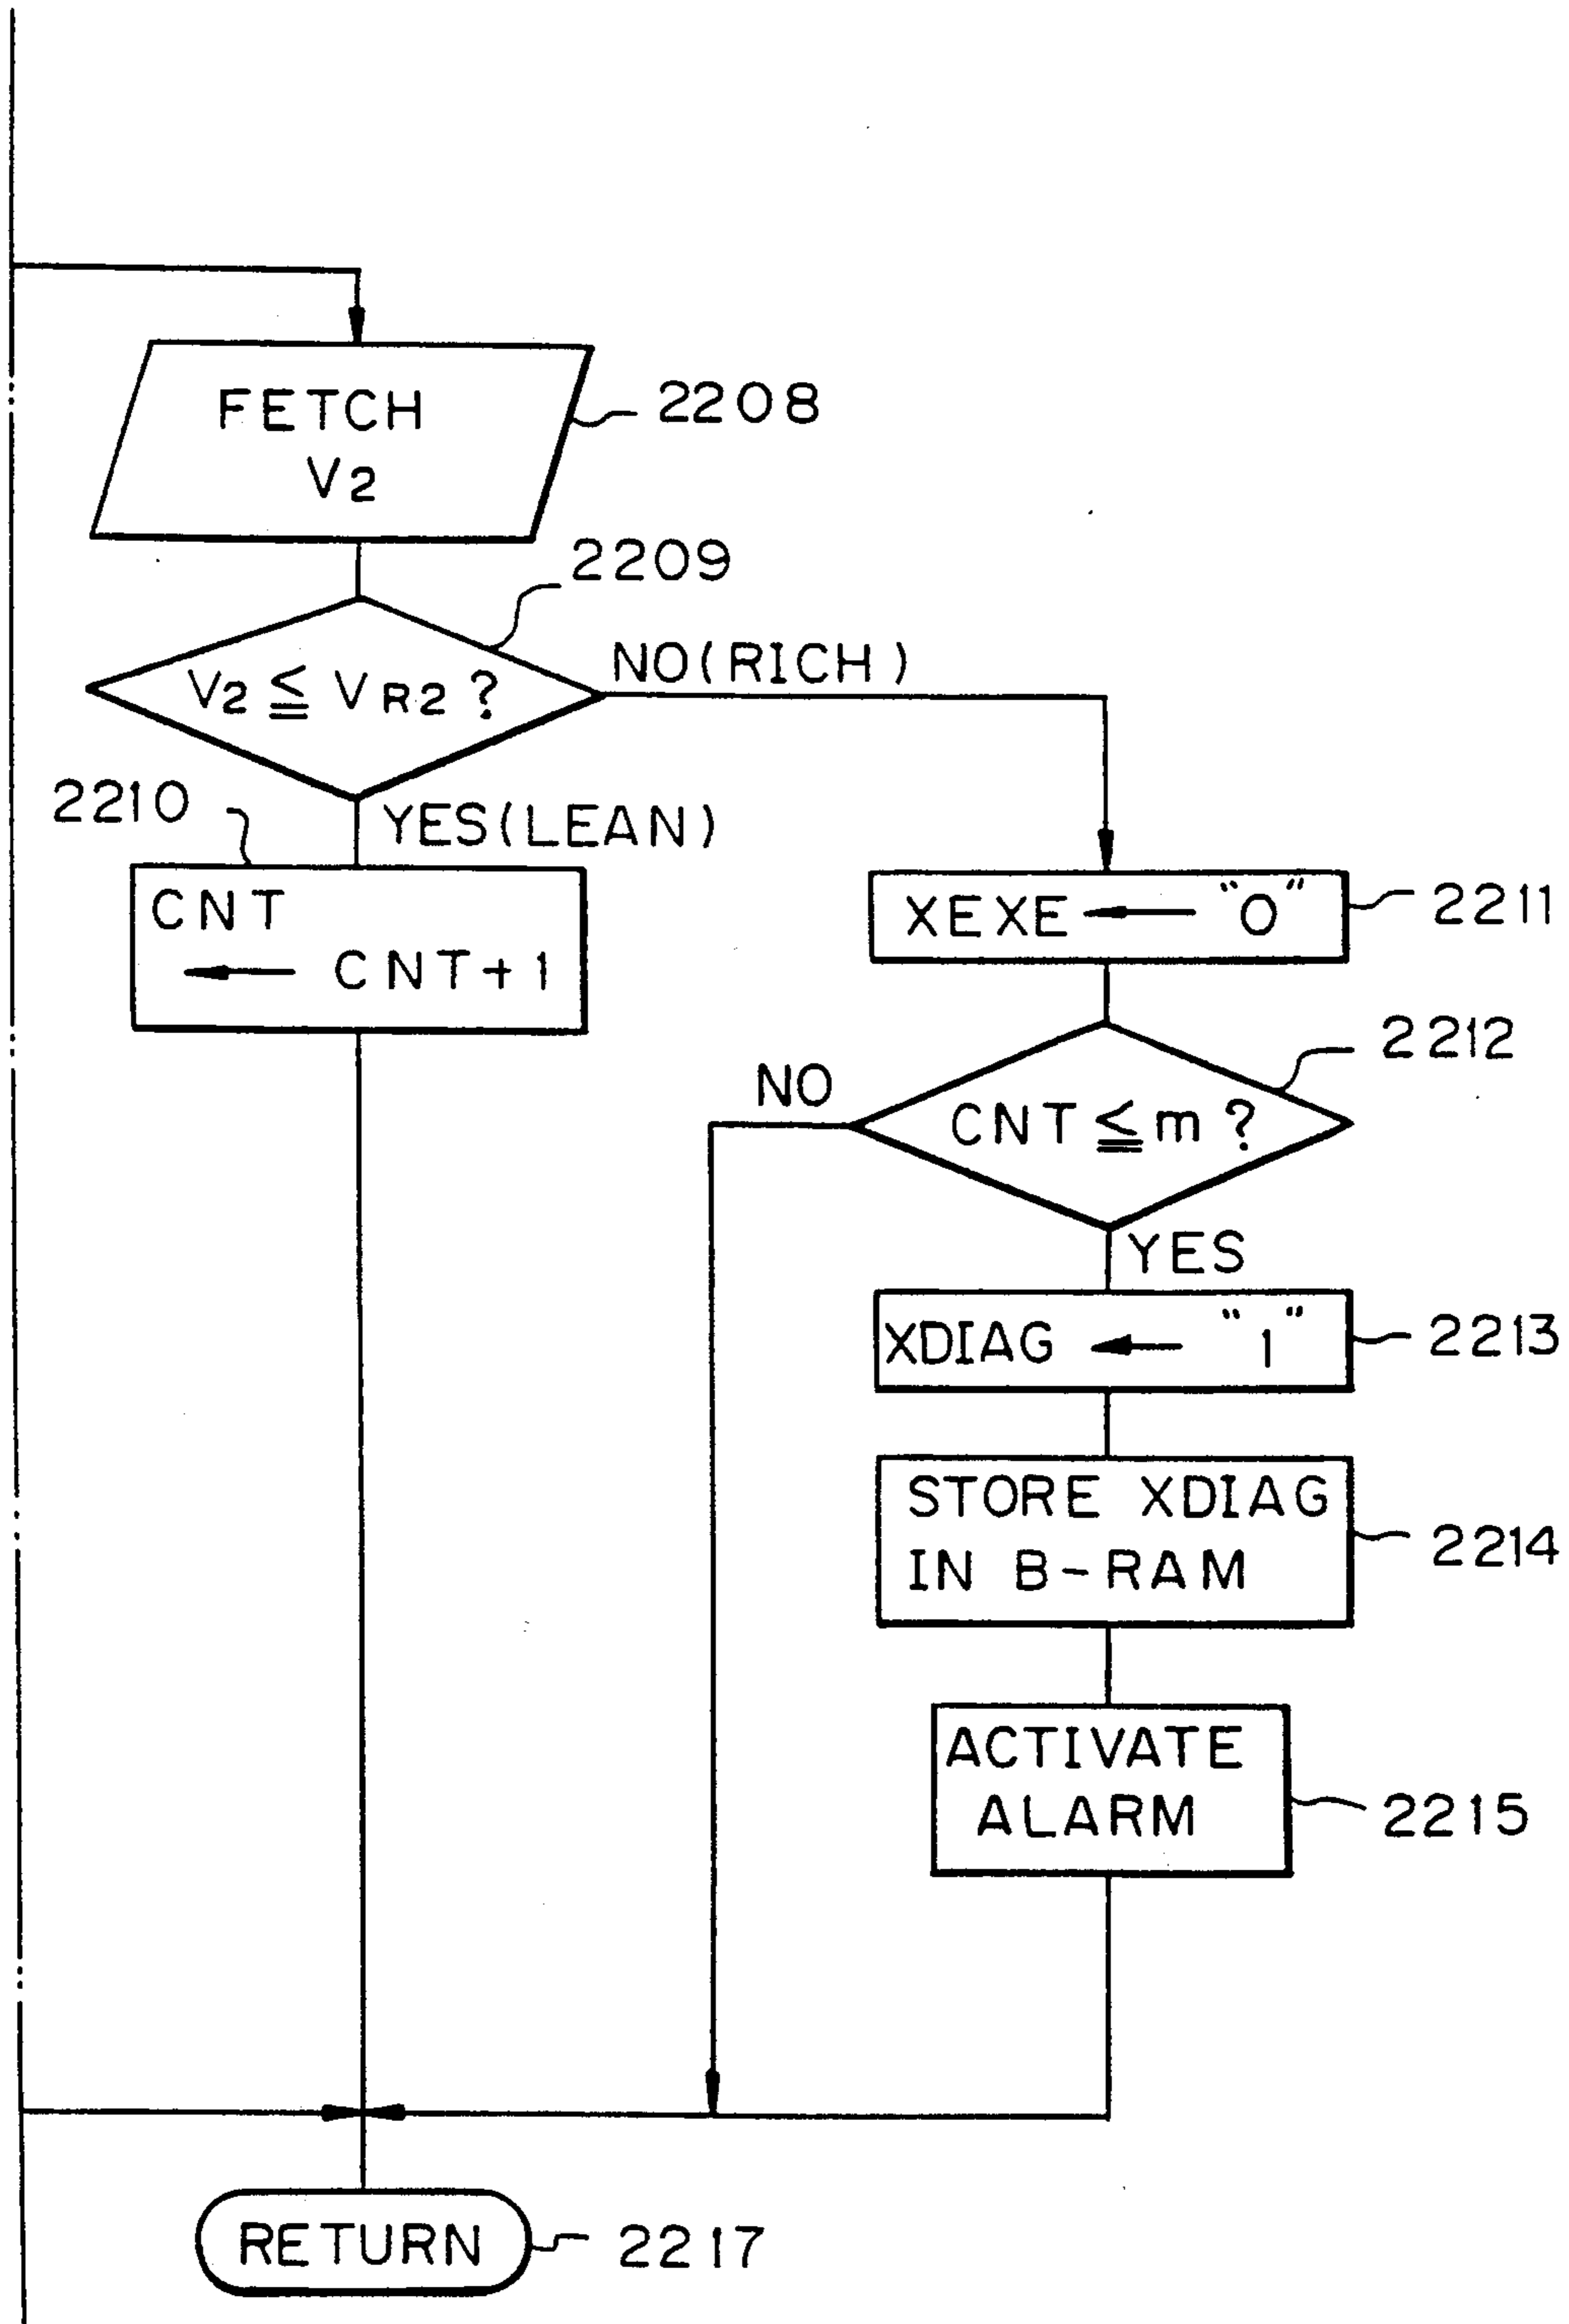 FETCH
V2
2208
2209
V2 ≦ VR2 ?
NO(RICH)
2210
YES(LEAN)
CNT
← CNT+1
XEXE ← "0"
2211
2212
NO
CNT ≦ m ?
YES
XDIAG ← "1"
2213
STORE XDIAG
IN B-RAM
2214
ACTIVATE
ALARM
2215
RETURN
2217